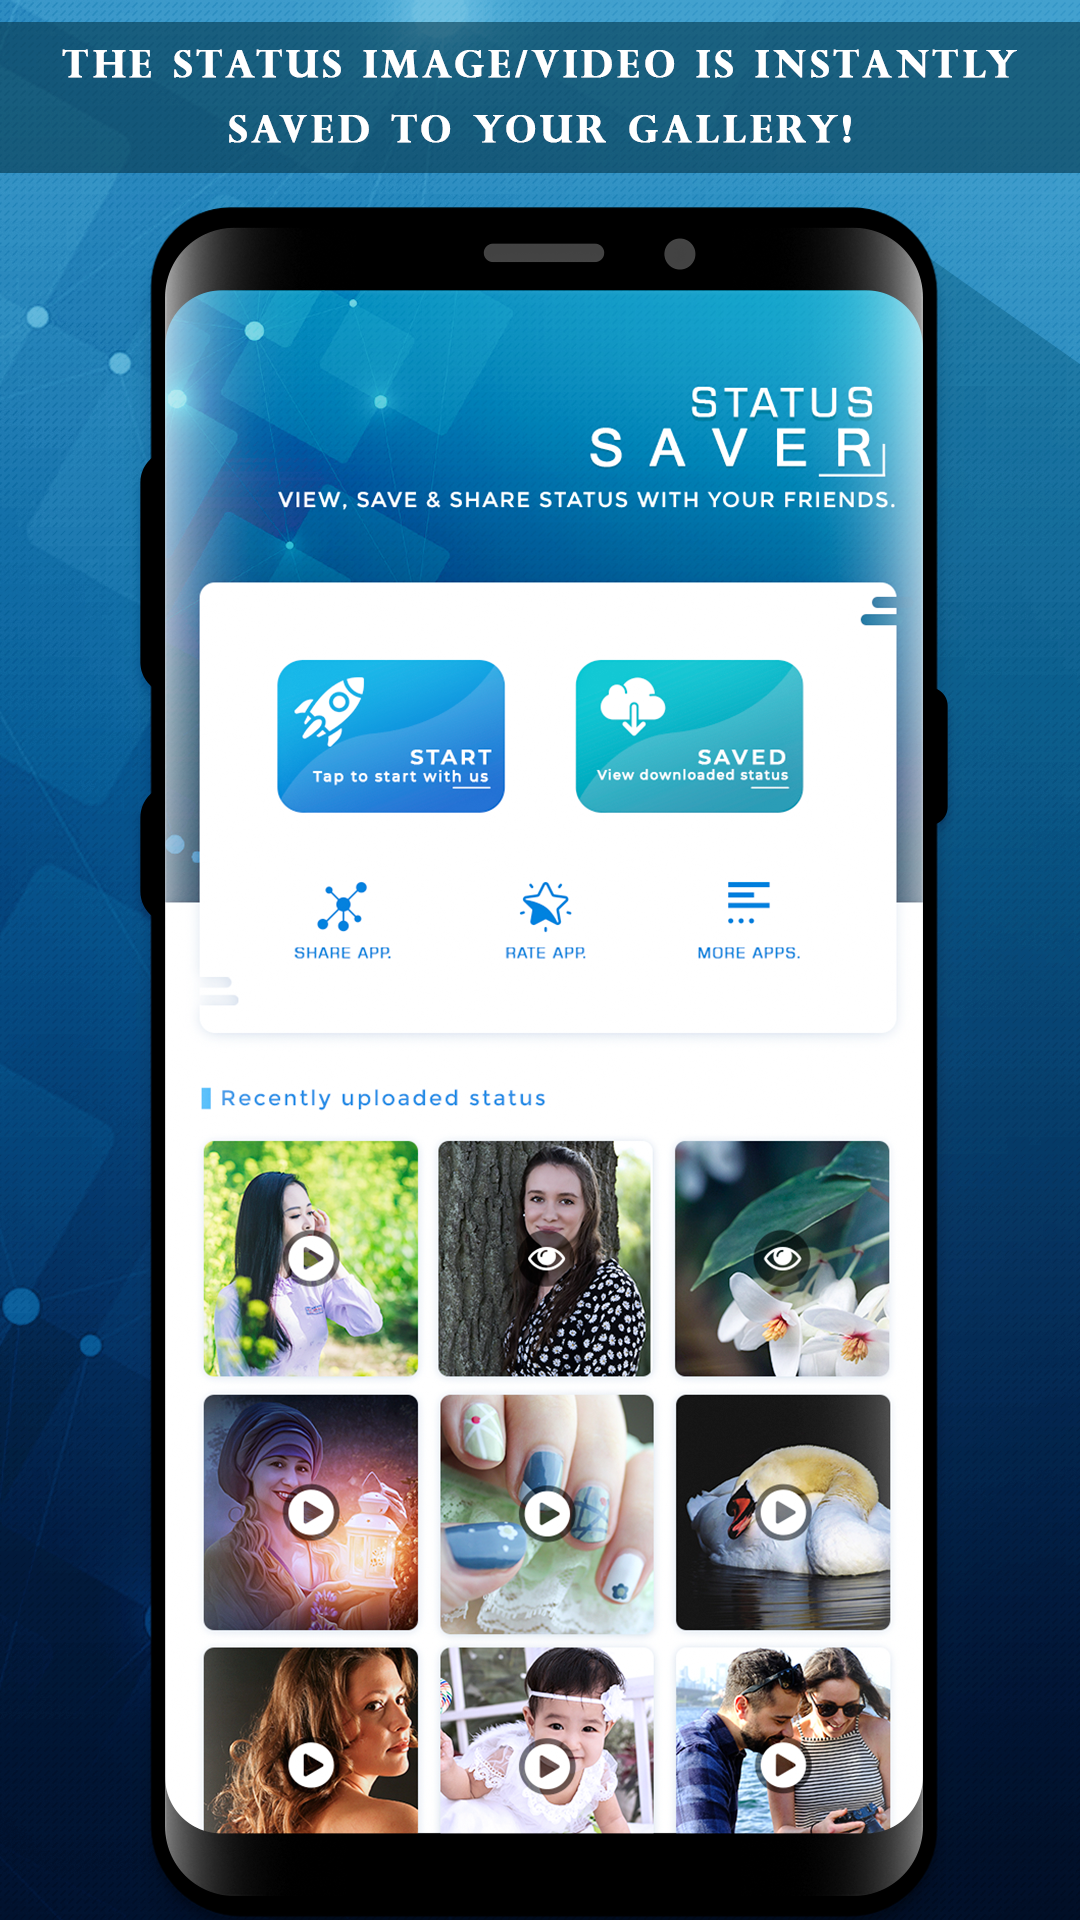 THE STATUS IMAGE/VIDEO IS INSTANTLY
SAVED TO YOUR GALLERY!
STATUS
SAVER
VIEW, SAVE & SHARE STATUS WITH YOUR FRIENDS.
START
Tap to start with us
SAVED
View downloaded status
SHARE APP.
RATE APP.
MORE APPS.
Recently uploaded status